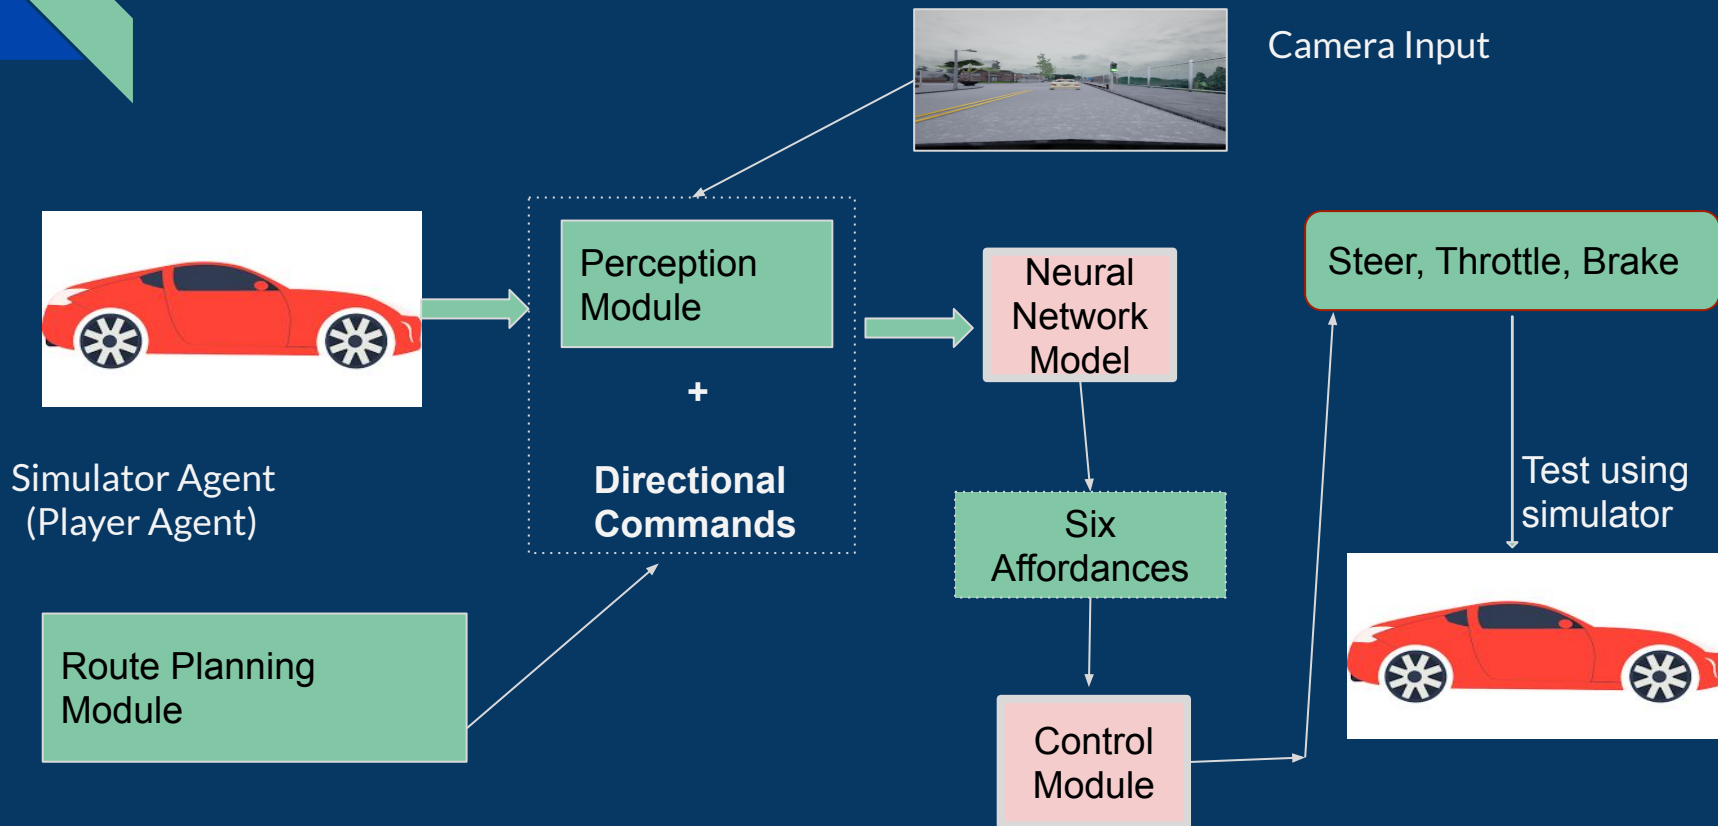 Camera Input
Perception
Module
+
Directional
Commands
Simulator Agent
(Player Agent)
Route Planning
Module
Neural
Network
Model
Six
Affordances
Control
Module
Steer, Throttle, Brake
Test using
simulator